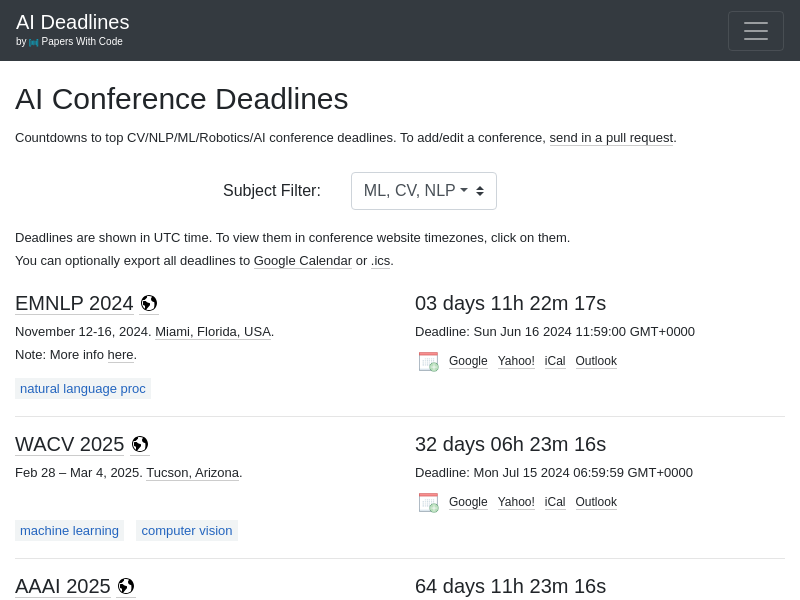 AI Deadlines
by Papers With Code
AI Conference Deadlines
Countdowns to top CV/NLP/ML/Robotics/AI conference deadlines. To add/edit a conference, send in a pull request.
Subject Filter: ML, CV, NLP
Deadlines are shown in UTC time. To view them in conference website timezones, click on them.
You can optionally export all deadlines to Google Calendar or .ics.
EMNLP 2024
03 days 11h 22m 17s
November 12-16, 2024. Miami, Florida, USA.
Deadline: Sun Jun 16 2024 11:59:00 GMT+0000
Note: More info here.
Google Yahoo! iCal Outlook
natural language proc
WACV 2025
32 days 06h 23m 16s
Feb 28 – Mar 4, 2025. Tucson, Arizona.
Deadline: Mon Jul 15 2024 06:59:59 GMT+0000
Google Yahoo! iCal Outlook
machine learning computer vision
AAAI 2025
64 days 11h 23m 16s